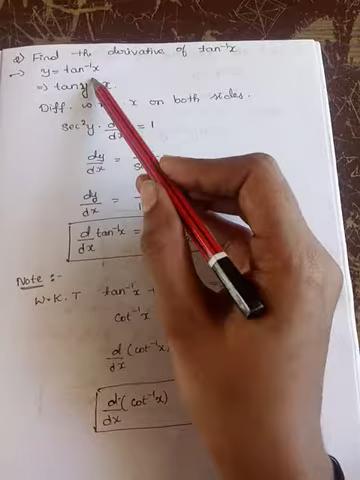 Q) Find the derivative of tan⁻¹x
→ y = tan⁻¹x
⇒ tan y x.
Diff. w x on both sides.
sec²y . d/dx = 1
dy/dx =
dy/dx =
d/dx tan⁻¹x =
Note :-
W.K.T tan⁻¹x +
cot⁻¹x
d/dx (cot⁻¹x)
d/dx (cot⁻¹x)